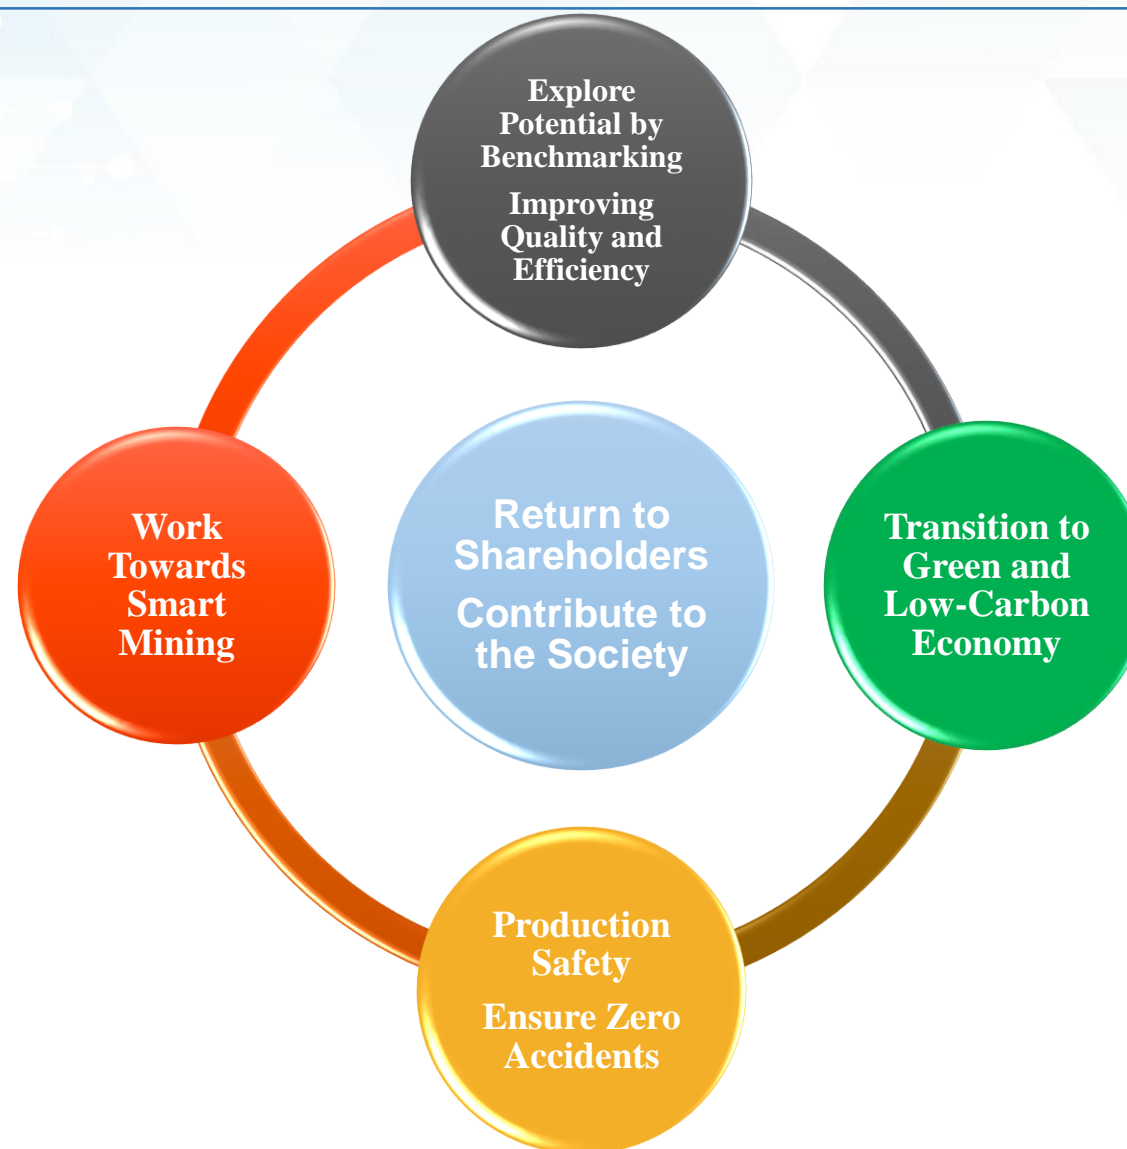 Explore
Potential by
Benchmarking
Improving
Quality and
Efficiency
Work
Towards
Smart
Mining
Return to
Shareholders
Contribute to
the Society
Transition to
Green and
Low-Carbon
Economy
Production
Safety
Ensure Zero
Accidents